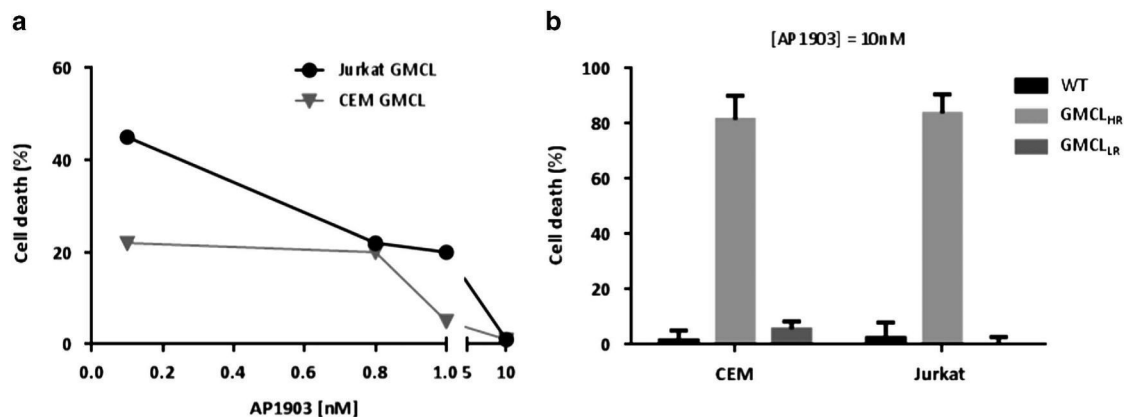 a
60
40
20
0
Cell death (%)
Jurkat GMCL
CEM GMCL
0.0 0.2 0.4 0.6 0.8 1.0 5 10
AP1903 [nM]
b
[AP1903] = 10nM
100
80
60
40
20
0
Cell death (%)
WT
GMCLHR
GMCLLR
CEM Jurkat